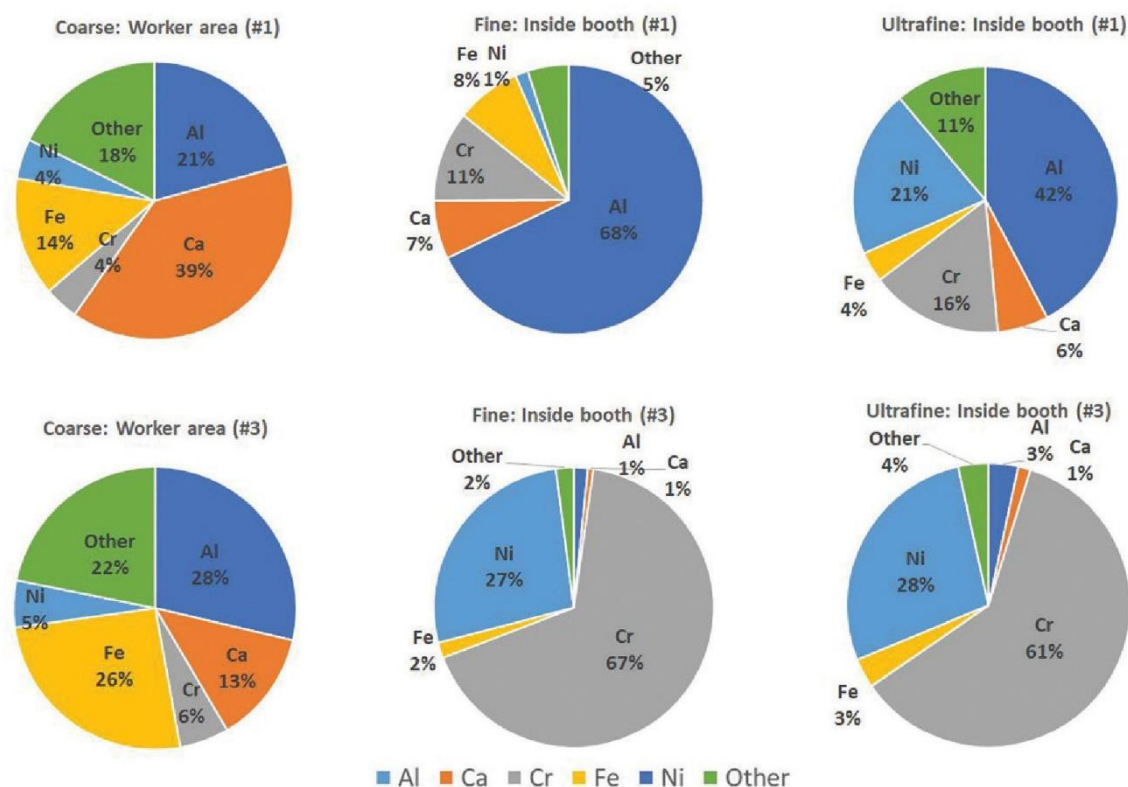 Coarse: Worker area (#1)
Other
18%
Al
21%
Ni
4%
Fe
14%
Cr
4%
Ca
39%
Fine: Inside booth (#1)
Fe
8%
Ni
1%
Other
5%
Cr
11%
Ca
7%
Al
68%
Ultrafine: Inside booth (#1)
Other
11%
Al
42%
Ni
21%
Fe
4%
Cr
16%
Ca
6%
Coarse: Worker area (#3)
Other
22%
Al
28%
Ni
5%
Fe
26%
Cr
6%
Ca
13%
Fine: Inside booth (#3)
Other
2%
Al
1%
Ca
1%
Ni
27%
Fe
2%
Cr
67%
Ultrafine: Inside booth (#3)
Other
4%
Al
3%
Ca
1%
Ni
28%
Cr
61%
Fe
3%
Al Ca Cr Fe Ni Other